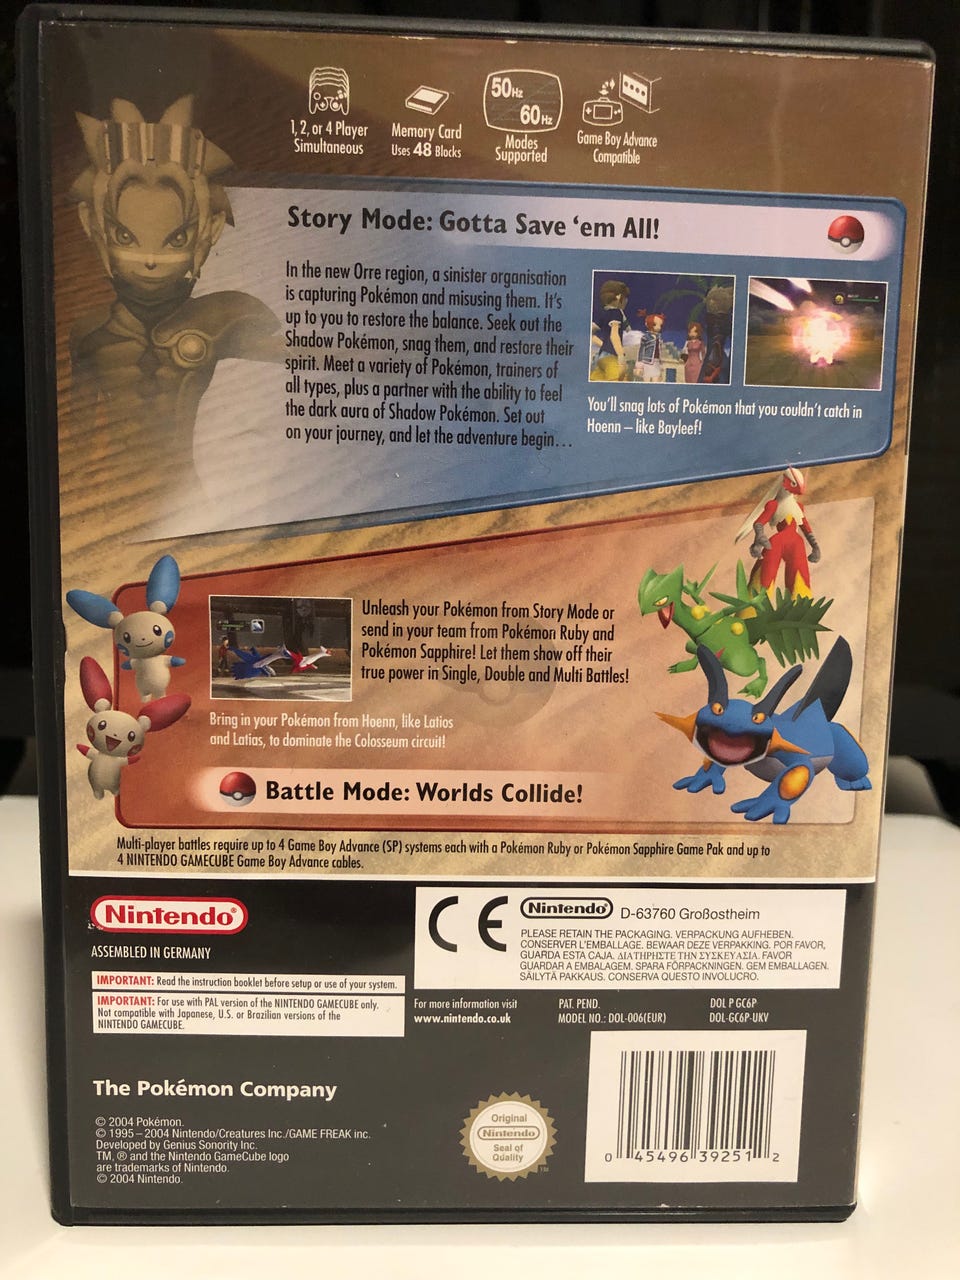 1, 2, or 4 Player
Simultaneous
Memory Card
Uses 48 Blocks
50Hz
60Hz
Modes
Supported
Game Boy Advance
Compatible
Story Mode: Gotta Save ‘em All!
In the new Orre region, a sinister organisation
is capturing Pokémon and misusing them. It’s
up to you to restore the balance. Seek out the
Shadow Pokémon, snag them, and restore their
spirit. Meet a variety of Pokémon, trainers of
all types, plus a partner with the ability to feel
the dark aura of Shadow Pokémon. Set out
on your journey, and let the adventure begin…
You’ll snag lots of Pokémon that you couldn’t catch in
Hoenn – like Bayleef!
Unleash your Pokémon from Story Mode or
send in your team from Pokémon Ruby and
Pokémon Sapphire! Let them show off their
true power in Single, Double and Multi Battles!
Bring in your Pokémon from Hoenn, like Latios
and Latias, to dominate the Colosseum circuit!
Battle Mode: Worlds Collide!
Multi-player battles require up to 4 Game Boy Advance (SP) systems each with a Pokémon Ruby or Pokémon Sapphire Game Pak and up to
4 NINTENDO GAMECUBE Game Boy Advance cables.
Nintendo®
ASSEMBLED IN GERMANY
IMPORTANT: Read the instruction booklet before setup or use of your system.
IMPORTANT: For use with PAL version of the NINTENDO GAMECUBE only.
Not compatible with Japanese, U.S. or Brazilian versions of the
NINTENDO GAMECUBE.
CE
Nintendo® D-63760 Großostheim
PLEASE RETAIN THE PACKAGING. VERPACKUNG AUFHEBEN.
CONSERVER L'EMBALLAGE. BEWAAR DEZE VERPAKKING. POR FAVOR,
GUARDA ESTA CAJA. ΔΙΑΤΗΡΗΣΤΕ ΤΗΝ ΣΥΣΚΕΥΑΣΙΑ. FAVOR
GUARDAR A EMBALAGEM. SPARA FÖRPACKNINGEN. GEM EMBALLAGEN.
SÄILYTÄ PAKKAUS. CONSERVA QUESTO INVOLUCRO.
For more information visit
www.nintendo.co.uk
PAT. PEND.
MODEL NO.: DOL-006(EUR)
DOL P GC6P
DOL-GC6P-UKV
The Pokémon Company
© 2004 Pokémon.
© 1995–2004 Nintendo/Creatures Inc./GAME FREAK inc.
Developed by Genius Sonority Inc.
TM, ® and the Nintendo GameCube logo
are trademarks of Nintendo.
© 2004 Nintendo.
Original
Nintendo®
Seal of
Quality
TM
0 45496 39251 2